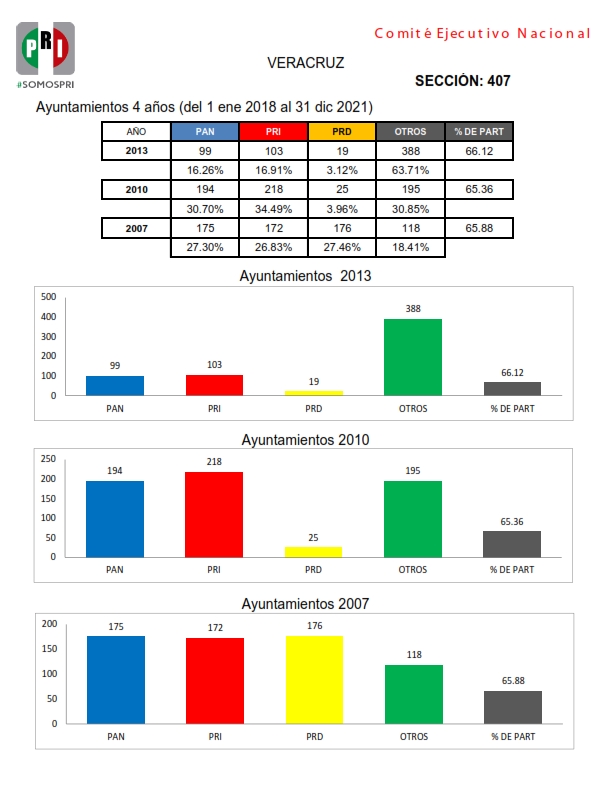 Comité Ejecutivo Nacional
PRI
#SOMOSPRI
VERACRUZ
SECCIÓN: 407
Ayuntamientos 4 años (del 1 ene 2018 al 31 dic 2021)
AÑO PAN PRI PRD OTROS % DE PART
2013 99 103 19 388 66.12
16.26% 16.91% 3.12% 63.71%
2010 194 218 25 195 65.36
30.70% 34.49% 3.96% 30.85%
2007 175 172 176 118 65.88
27.30% 26.83% 27.46% 18.41%
Ayuntamientos 2013
500
400
300
200
100
0
99 103 19 388 66.12
PAN PRI PRD OTROS % DE PART
Ayuntamientos 2010
250
200
150
100
50
0
194 218 25 195 65.36
PAN PRI PRD OTROS % DE PART
Ayuntamientos 2007
200
150
100
50
0
175 172 176 118 65.88
PAN PRI PRD OTROS % DE PART